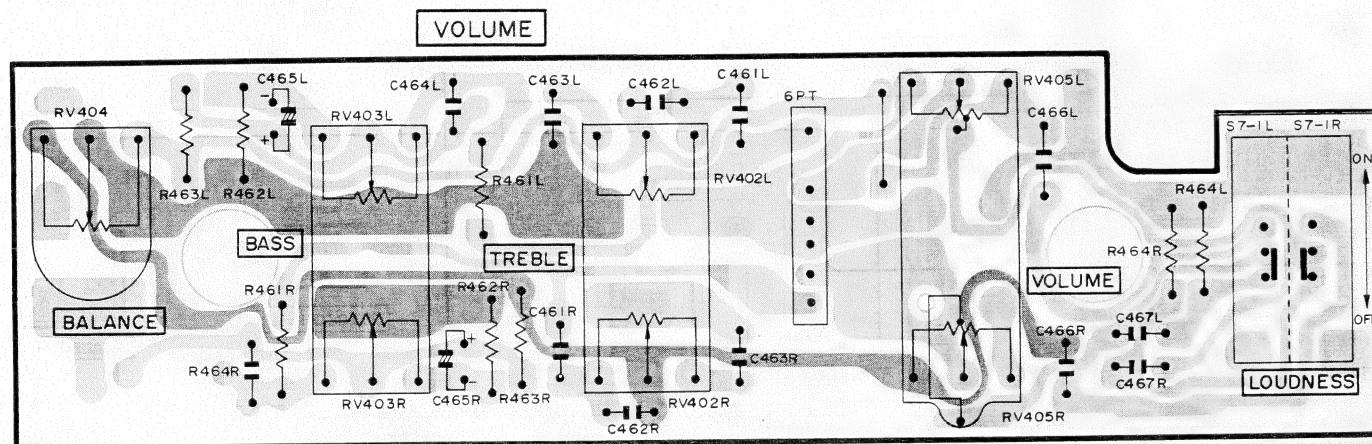 VOLUME
RV404
C465L
RV403L
C464L
C463L
C462L
C461L
6PT
RV405L
C466L
S7-1L
S7-1R
ON
OFF
R463L
R462L
R461L
RV402L
R464L
R464R
BASS
TREBLE
VOLUME
BALANCE
R461R
R462R
C461R
C463R
C466R
C467L
C467R
LOUDNESS
R464R
RV403R
C465R
R463R
C462R
RV402R
RV405R
-
+
+
-